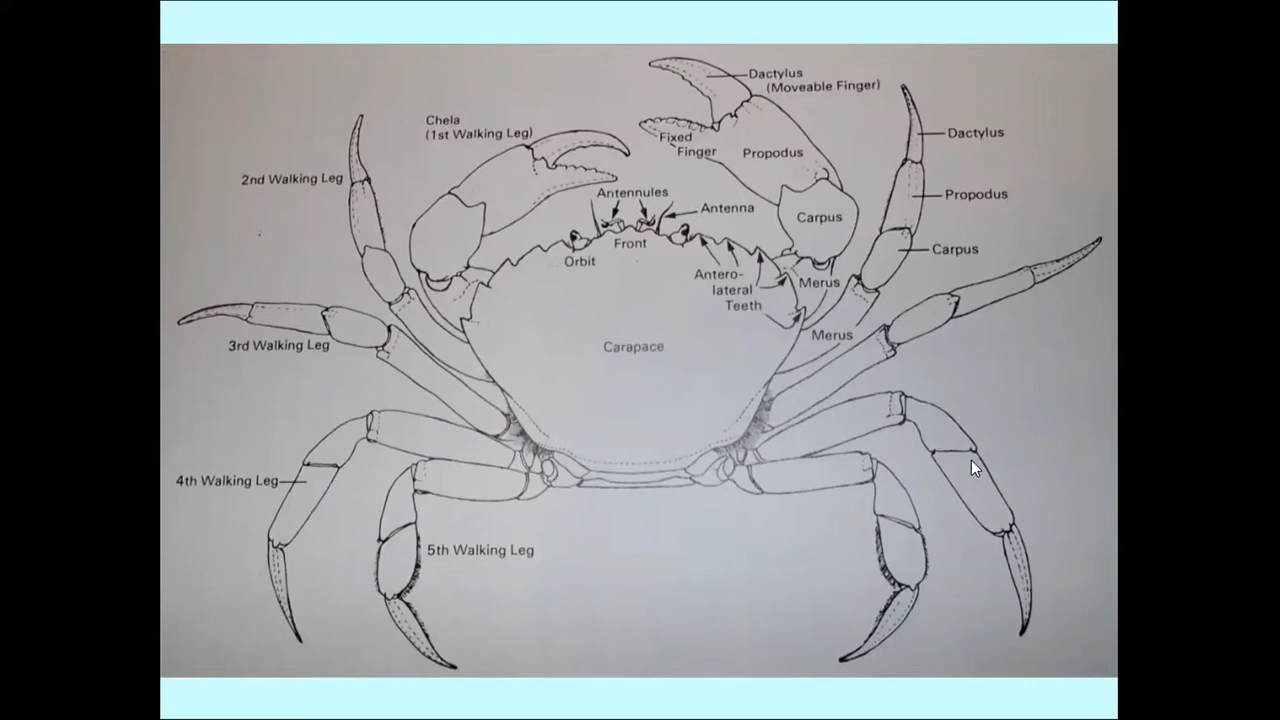 Dactylus
(Moveable Finger)
Chela
(1st Walking Leg)
Fixed
Finger
Propodus
Dactylus
2nd Walking Leg
Antennules
Propodus
Antenna
Carpus
Front
Orbit
Carpus
Antero-
lateral
Teeth
Merus
Merus
3rd Walking Leg
Carapace
4th Walking Leg
5th Walking Leg